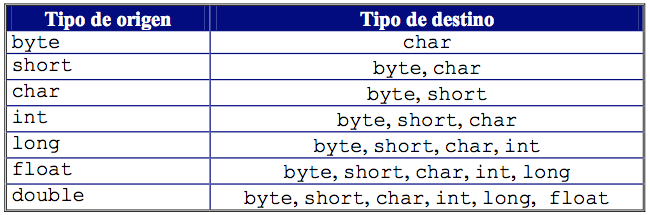 Tipo de origen Tipo de destino
byte char
short byte, char
char byte, short
int byte, short, char
long byte, short, char, int
float byte, short, char, int, long
double byte, short, char, int, long, float